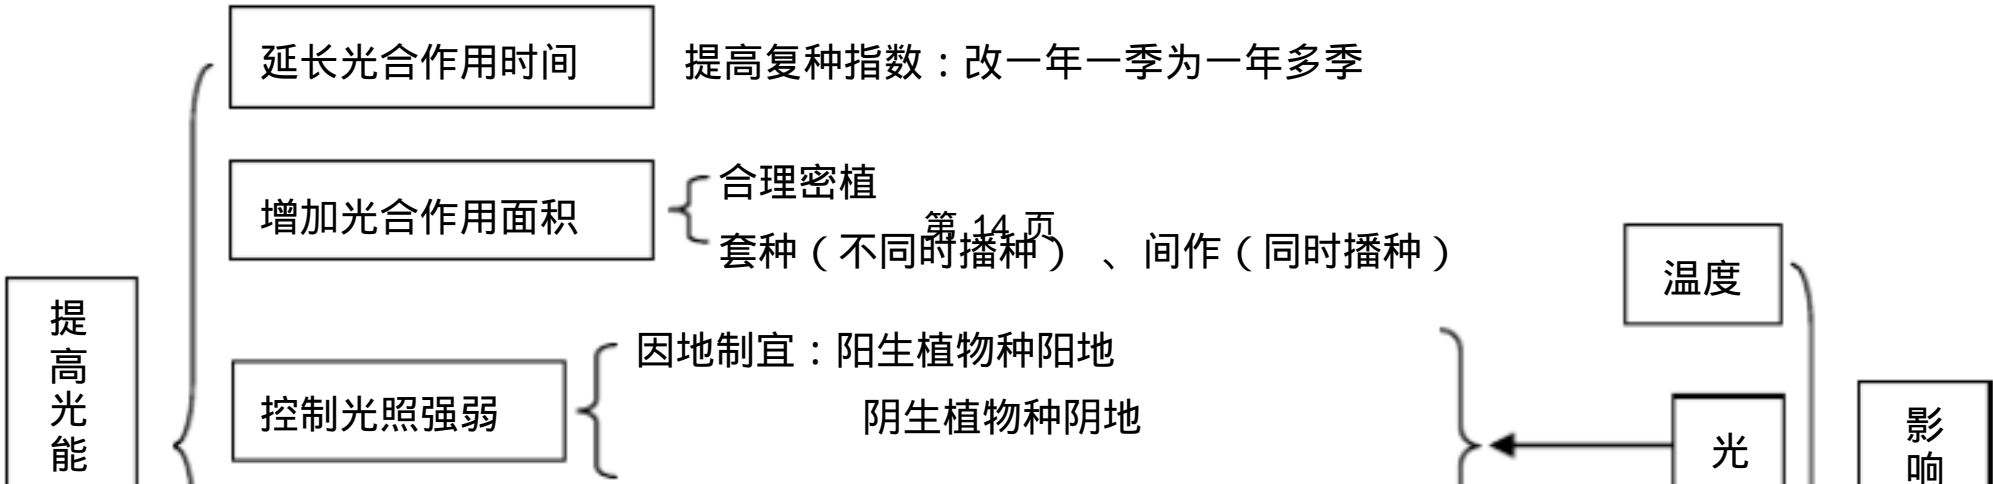 延长光合作用时间
提高复种指数：改一年一季为一年多季
增加光合作用面积
合理密植
第 14 页
套种（不同时播种）、间作（同时播种）
温度
提高光能
控制光照强弱
因地制宜：阳生植物种阳地
阴生植物种阴地
光
影响